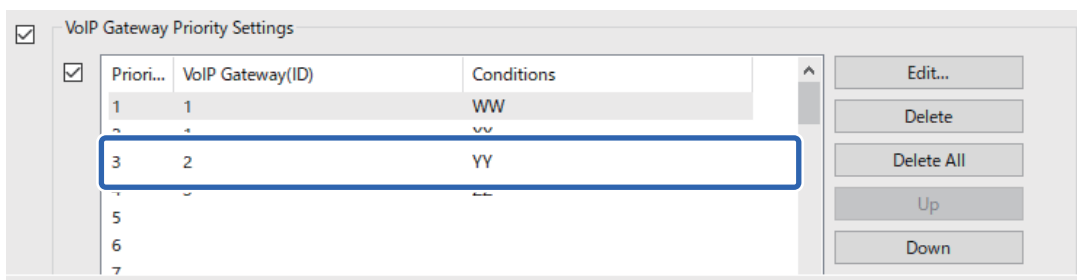 VoIP Gateway Priority Settings
Priori... VoIP Gateway(ID) Conditions
1 1 WW
3 2 YY
5
6
7
Edit...
Delete
Delete All
Up
Down